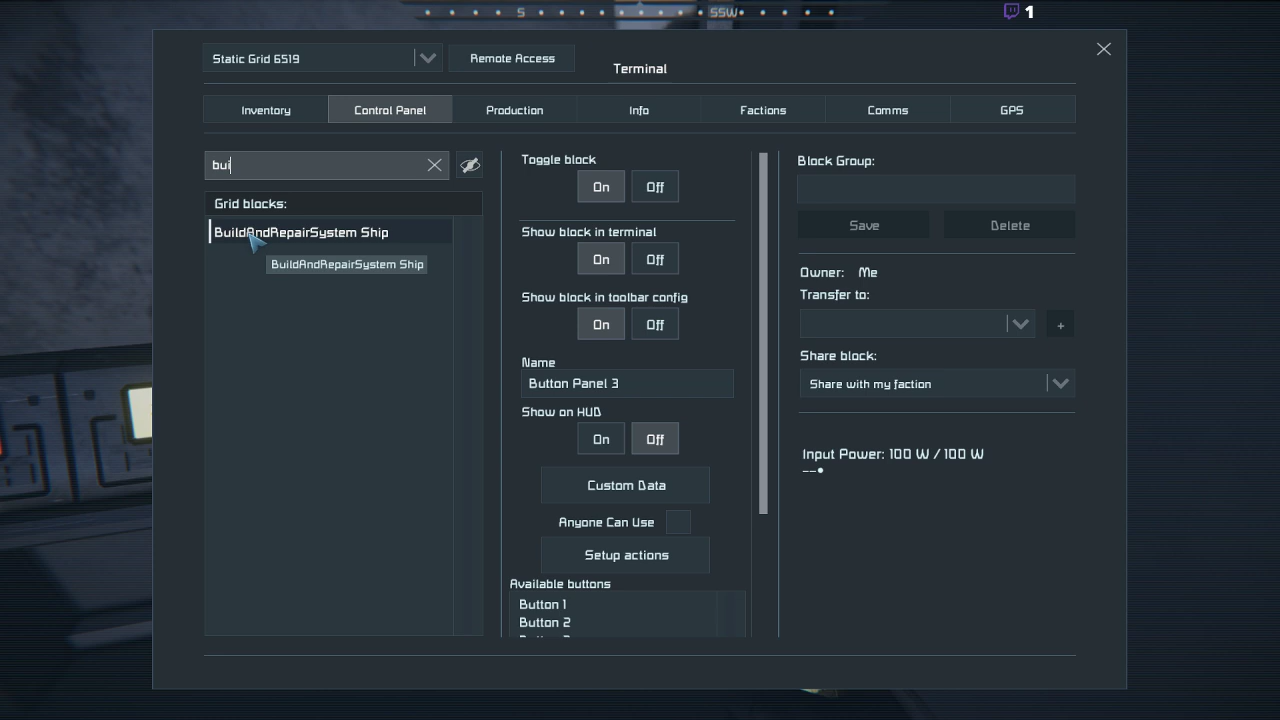 S
SSW
1
Static Grid 6519
Remote Access
Terminal
Inventory
Control Panel
Production
Info
Factions
Comms
GPS
bui
Grid blocks:
BuildAndRepairSystem Ship
BuildAndRepairSystem Ship
Toggle block
On
Off
Show block in terminal
On
Off
Show block in toolbar config
On
Off
Name
Button Panel 3
Show on HUD
On
Off
Custom Data
Anyone Can Use
Setup actions
Available buttons
Button 1
Button 2
Block Group:
Save
Delete
Owner: Me
Transfer to:
+
Share block:
Share with my faction
Input Power: 100 W / 100 W